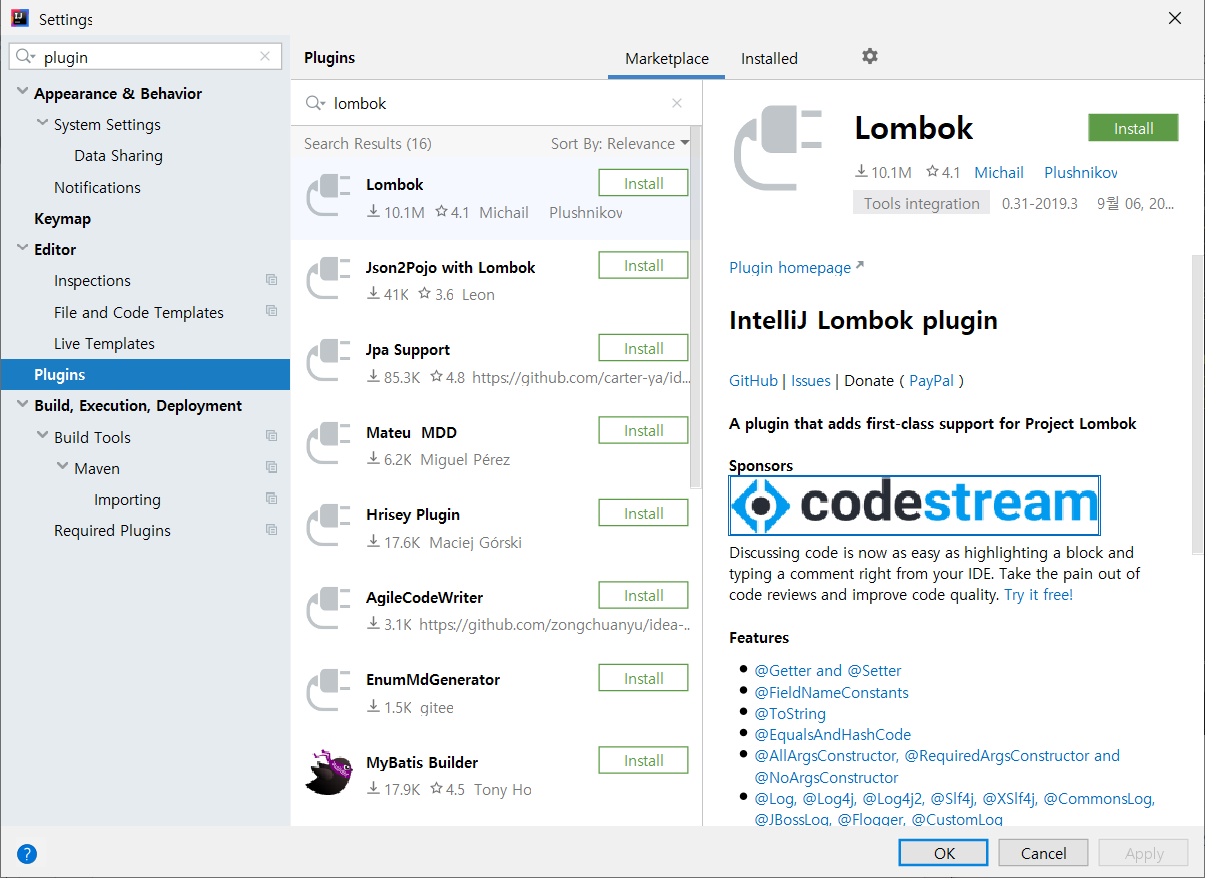 Settings
plugin
Appearance & Behavior
System Settings
Data Sharing
Notifications
Keymap
Editor
Inspections
File and Code Templates
Live Templates
Plugins
Build, Execution, Deployment
Build Tools
Maven
Importing
Required Plugins
Plugins
Marketplace
Installed
lombok
Search Results (16)
Sort By: Relevance
Lombok
Install
10.1M 4.1 Michail Plushnikov
Json2Pojo with Lombok
Install
41K 3.6 Leon
Jpa Support
Install
85.3K 4.8 https://github.com/carter-ya/id...
Mateu MDD
Install
6.2K Miguel Pérez
Hrisey Plugin
Install
17.6K Maciej Górski
AgileCodeWriter
Install
3.1K https://github.com/zongchuanyu/idea-..
EnumMdGenerator
Install
1.5K gitee
MyBatis Builder
Install
17.9K 4.5 Tony Ho
Lombok
Install
10.1M 4.1 Michail Plushnikov
Tools integration 0.31-2019.3 9월 06, 20...
Plugin homepage
IntelliJ Lombok plugin
GitHub | Issues | Donate ( PayPal )
A plugin that adds first-class support for Project Lombok
Sponsors
codestream
Discussing code is now as easy as highlighting a block and
typing a comment right from your IDE. Take the pain out of
code reviews and improve code quality. Try it free!
Features
@Getter and @Setter
@FieldNameConstants
@ToString
@EqualsAndHashCode
@AllArgsConstructor, @RequiredArgsConstructor and
@NoArgsConstructor
@Log, @Log4j, @Log4j2, @Slf4j, @XSlf4j, @CommonsLog,
@JBossLog, @Flogger, @CustomLog
?
OK
Cancel
Apply